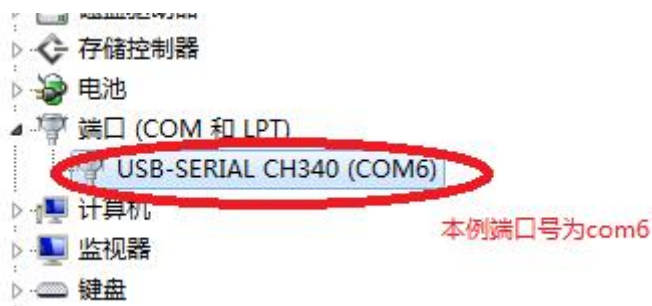 存储控制器
电池
端口 (COM 和 LPT)
USB-SERIAL CH340 (COM6)
计算机
本例端口号为com6
监视器
键盘